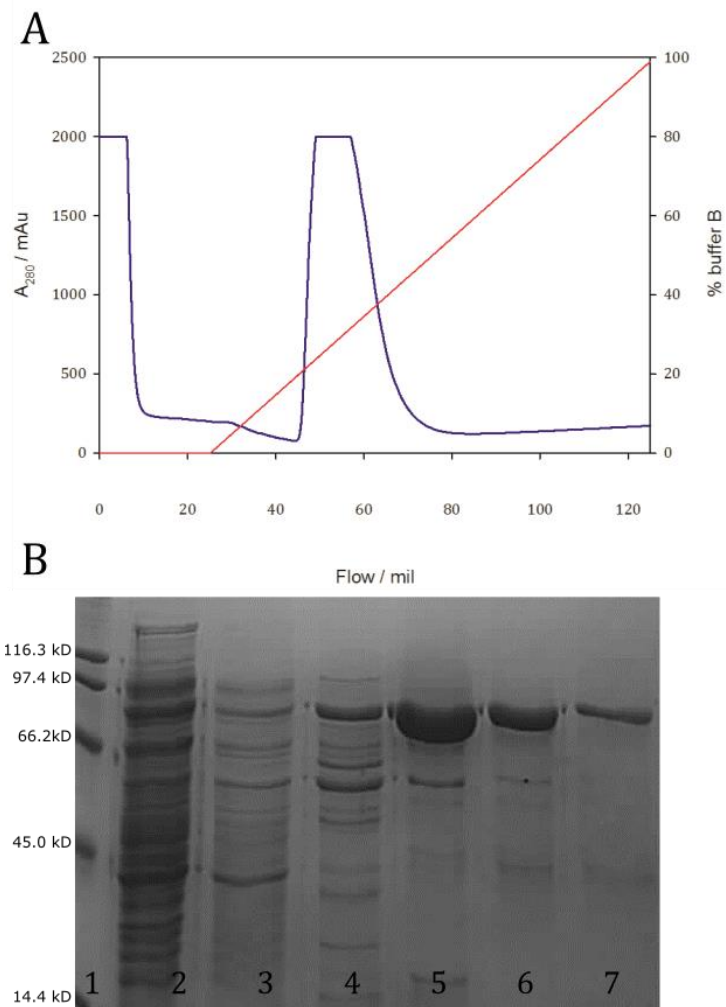 A
2500
2000
1500
1000
500
0
A280 / mAu
100
80
60
40
20
0
% buffer B
0 20 40 60 80 100 120
Flow / mil
B
116.3 kD
97.4 kD
66.2kD
45.0 kD
14.4 kD
1 2 3 4 5 6 7